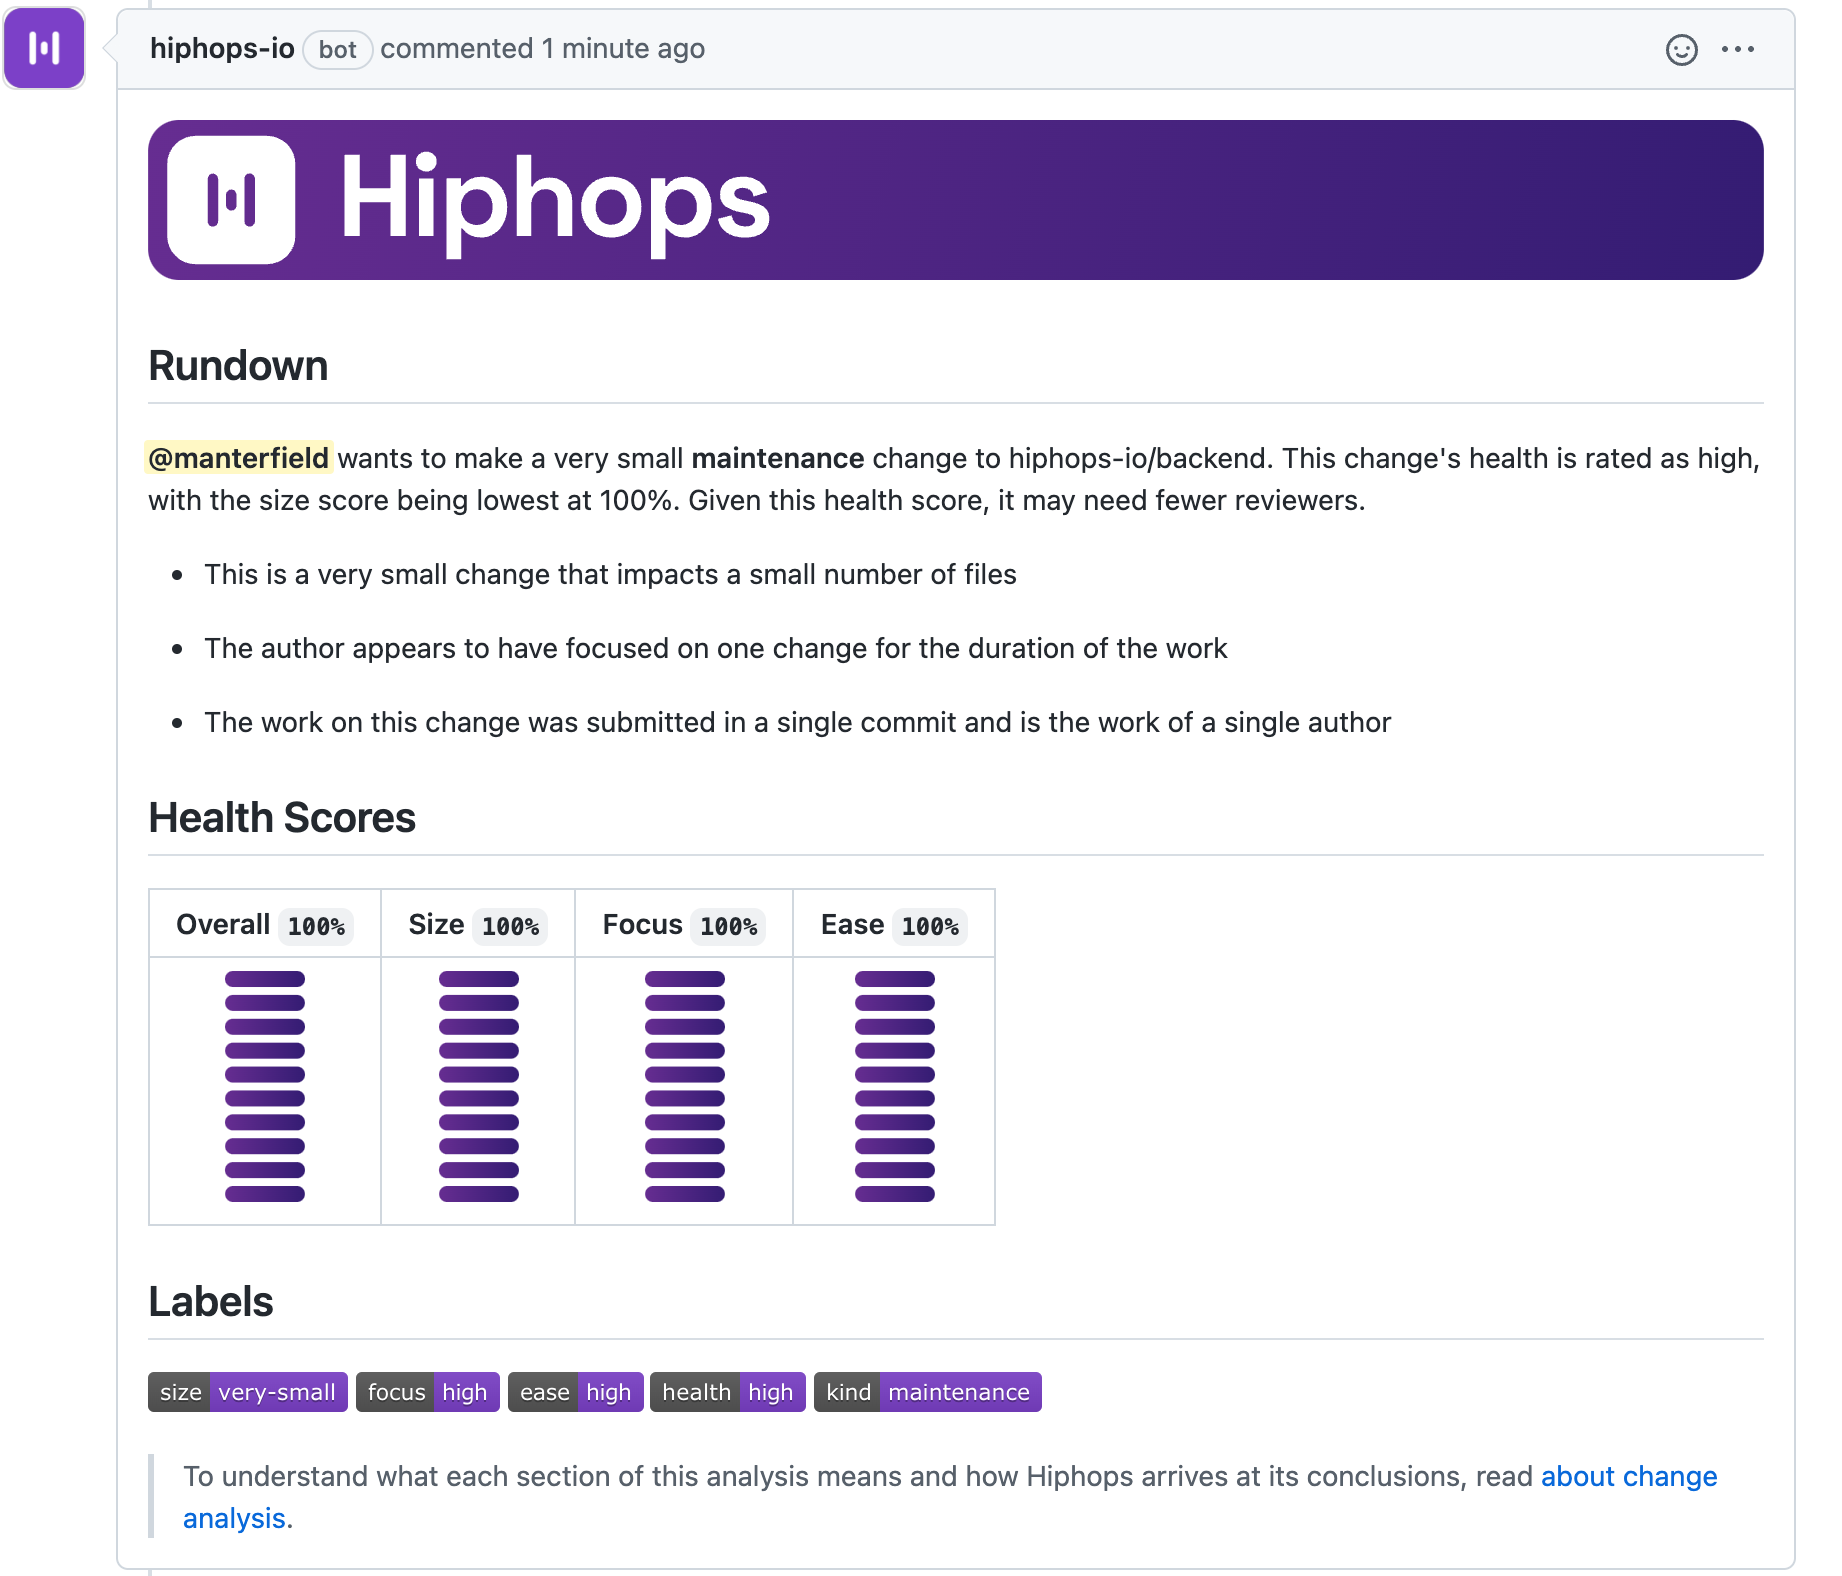 hiphops-io bot commented 1 minute ago
Hiphops
Rundown
@manterfield wants to make a very small maintenance change to hiphops-io/backend. This change's health is rated as high,
with the size score being lowest at 100%. Given this health score, it may need fewer reviewers.
This is a very small change that impacts a small number of files
The author appears to have focused on one change for the duration of the work
The work on this change was submitted in a single commit and is the work of a single author
Health Scores
Overall 100% Size 100% Focus 100% Ease 100%
Labels
size very-small focus high ease high health high kind maintenance
To understand what each section of this analysis means and how Hiphops arrives at its conclusions, read about change
analysis.